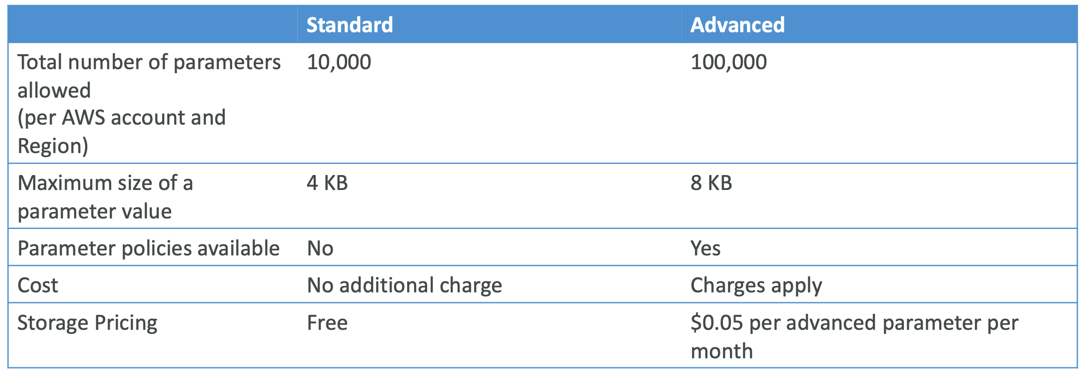 Standard Advanced
Total number of parameters 10,000 100,000
allowed
(per AWS account and
Region)
Maximum size of a 4 KB 8 KB
parameter value
Parameter policies available No Yes
Cost No additional charge Charges apply
Storage Pricing Free $0.05 per advanced parameter per
month